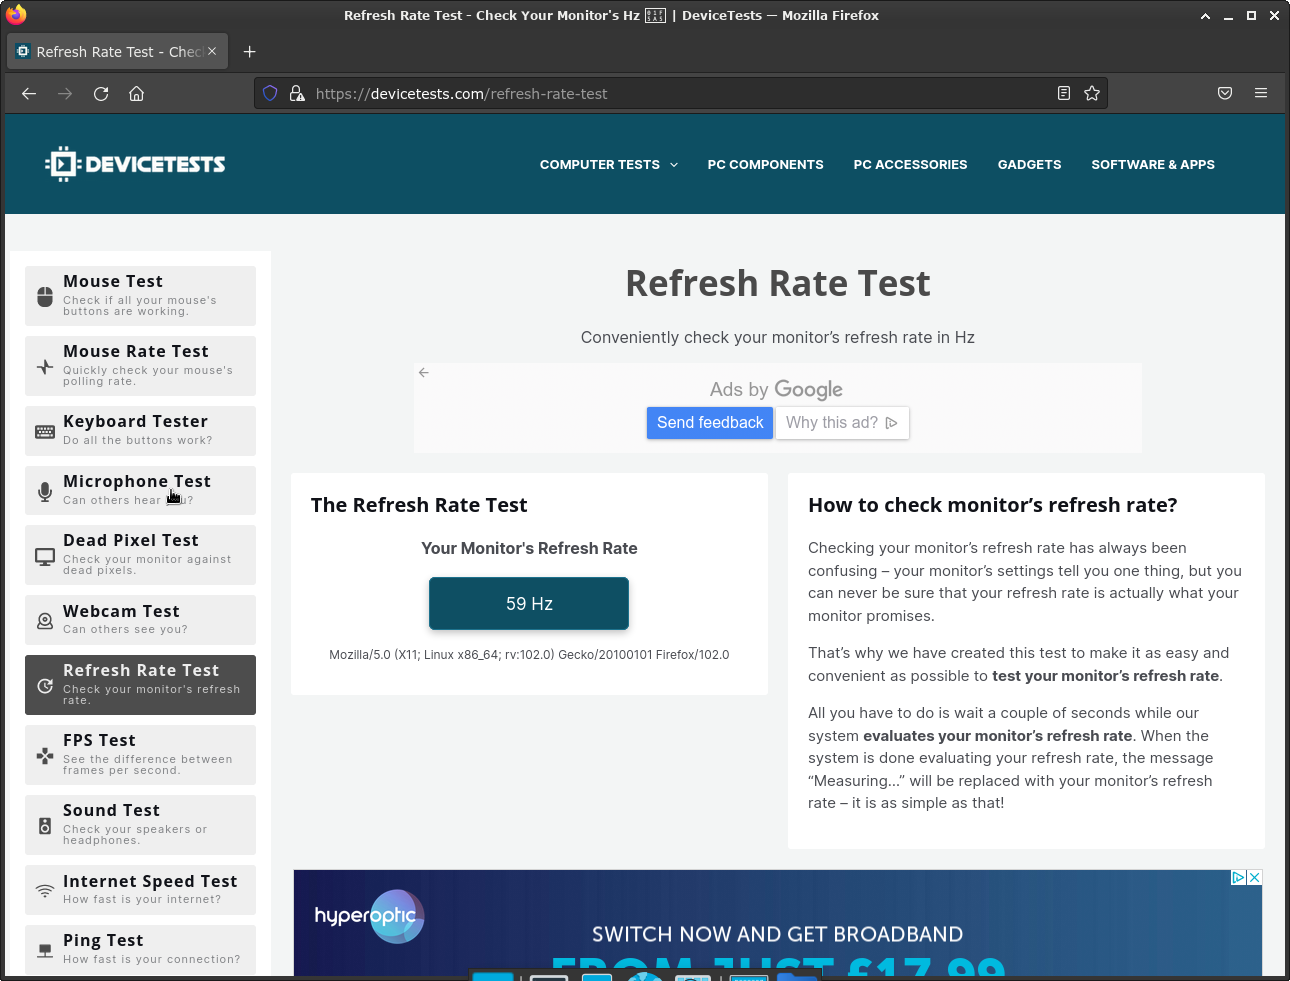 Refresh Rate Test - Check Your Monitor's Hz | DeviceTests — Mozilla Firefox
Refresh Rate Test - Chec
https://devicetests.com/refresh-rate-test
DEVICETESTS
COMPUTER TESTS
PC COMPONENTS
PC ACCESSORIES
GADGETS
SOFTWARE & APPS
Mouse Test
Check if all your mouse's
buttons are working.
Mouse Rate Test
Quickly check your mouse's
polling rate.
Keyboard Tester
Do all the buttons work?
Microphone Test
Can others hear
Dead Pixel Test
Check your monitor against
dead pixels.
Webcam Test
Can others see you?
Refresh Rate Test
Check your monitor's refresh
rate.
FPS Test
See the difference between
frames per second.
Sound Test
Check your speakers or
headphones.
Internet Speed Test
How fast is your internet?
Ping Test
How fast is your connection?
Refresh Rate Test
Conveniently check your monitor’s refresh rate in Hz
Ads by Google
Send feedback
Why this ad?
The Refresh Rate Test
Your Monitor's Refresh Rate
59 Hz
Mozilla/5.0 (X11; Linux x86_64; rv:102.0) Gecko/20100101 Firefox/102.0
How to check monitor’s refresh rate?
Checking your monitor’s refresh rate has always been
confusing – your monitor’s settings tell you one thing, but you
can never be sure that your refresh rate is actually what your
monitor promises.
That’s why we have created this test to make it as easy and
convenient as possible to test your monitor’s refresh rate.
All you have to do is wait a couple of seconds while our
system evaluates your monitor’s refresh rate. When the
system is done evaluating your refresh rate, the message
“Measuring…” will be replaced with your monitor’s refresh
rate – it is as simple as that!
hyperoptic
SWITCH NOW AND GET BROADBAND
FROM JUST £17.99